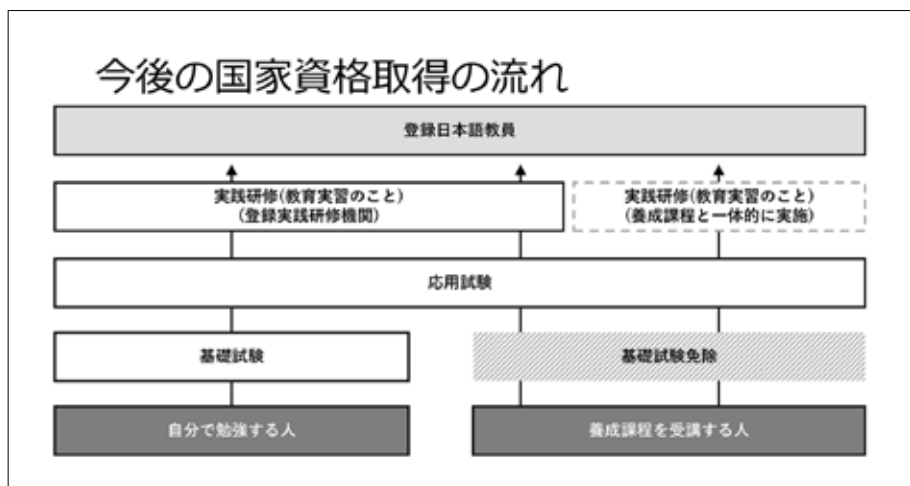 今後の国家資格取得の流れ
登録日本語教員
実践研修(教育実習のこと)
(登録実践研修機関)
実践研修(教育実習のこと)
(養成課程と一体的に実施)
応用試験
基礎試験
基礎試験免除
自分で勉強する人
養成課程を受講する人